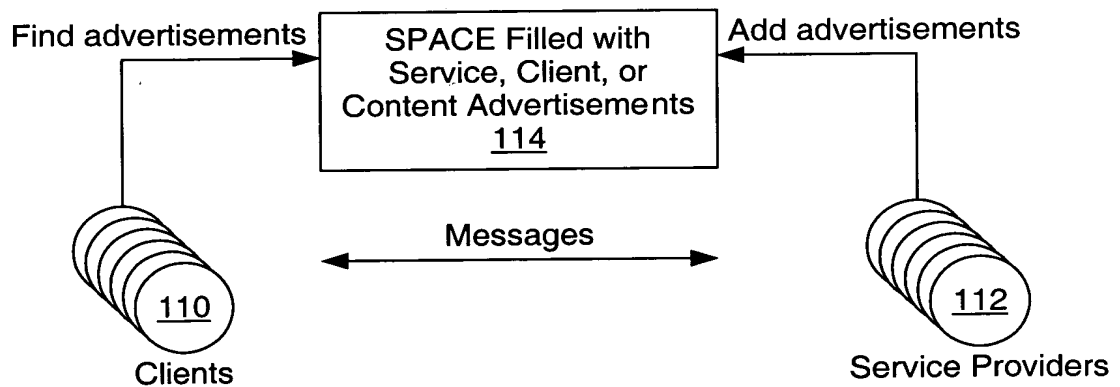 Find advertisements
SPACE Filled with
Service, Client, or
Content Advertisements
114
Add advertisements
Messages
110
Clients
112
Service Providers